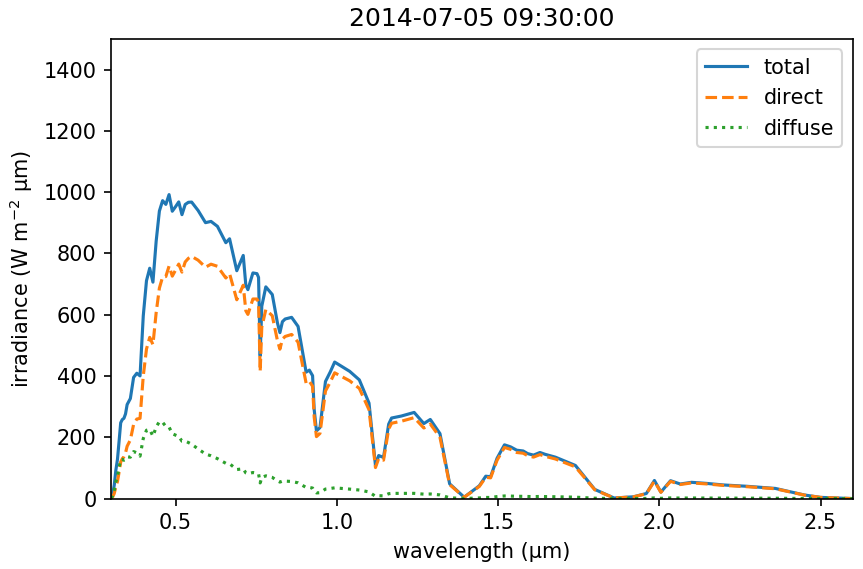 2014-07-05 09:30:00
irradiance (W m⁻² μm)
1400
1200
1000
800
600
400
200
0
total
direct
diffuse
0.5
1.0
1.5
2.0
2.5
wavelength (μm)